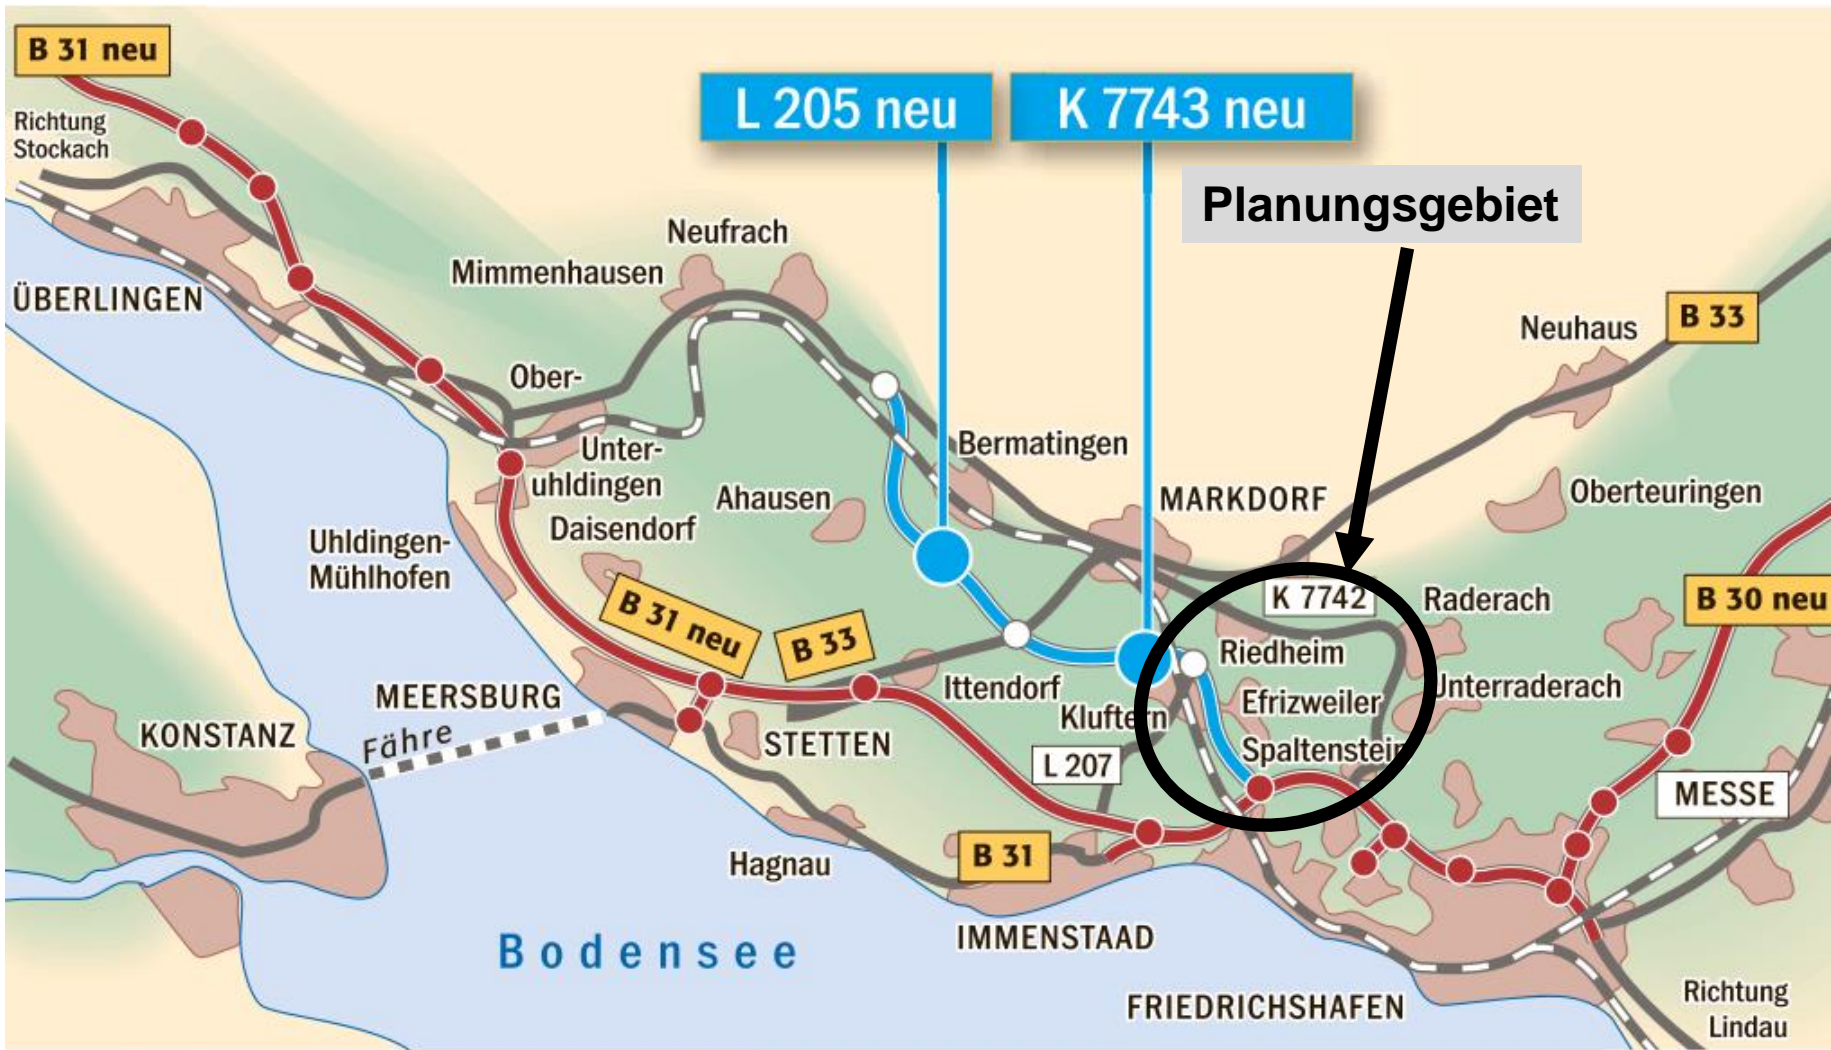 B 31 neu
L 205 neu
K 7743 neu
Richtung
Stockach
Planungsgebiet
Neufrach
Mimmenhausen
ÜBERLINGEN
B 33
Neuhaus
Ober-
Unter-
uhldingen
Bermatingen
Ahausen
MARKDORF
Oberteuringen
Daisendorf
Uhldingen-
Mühlhofen
B 31 neu
B 33
K 7742
Raderach
B 30 neu
Riedheim
Ittendorf
Unterraderach
MEERSBURG
Efrizweiler
Kluftern
KONSTANZ
Fähre
STETTEN
Spaltenstein
L 207
MESSE
Hagnau
B 31
IMMENSTAAD
Bodensee
FRIEDRICHSHAFEN
Richtung
Lindau